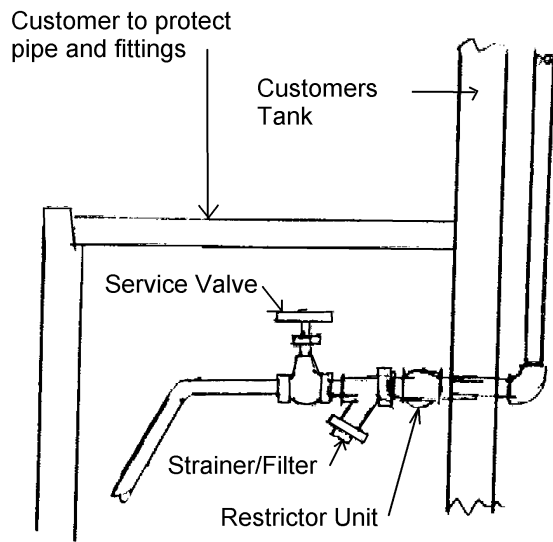 Customer to protect
pipe and fittings
Customers
Tank
Service Valve
Strainer/Filter
Restrictor Unit